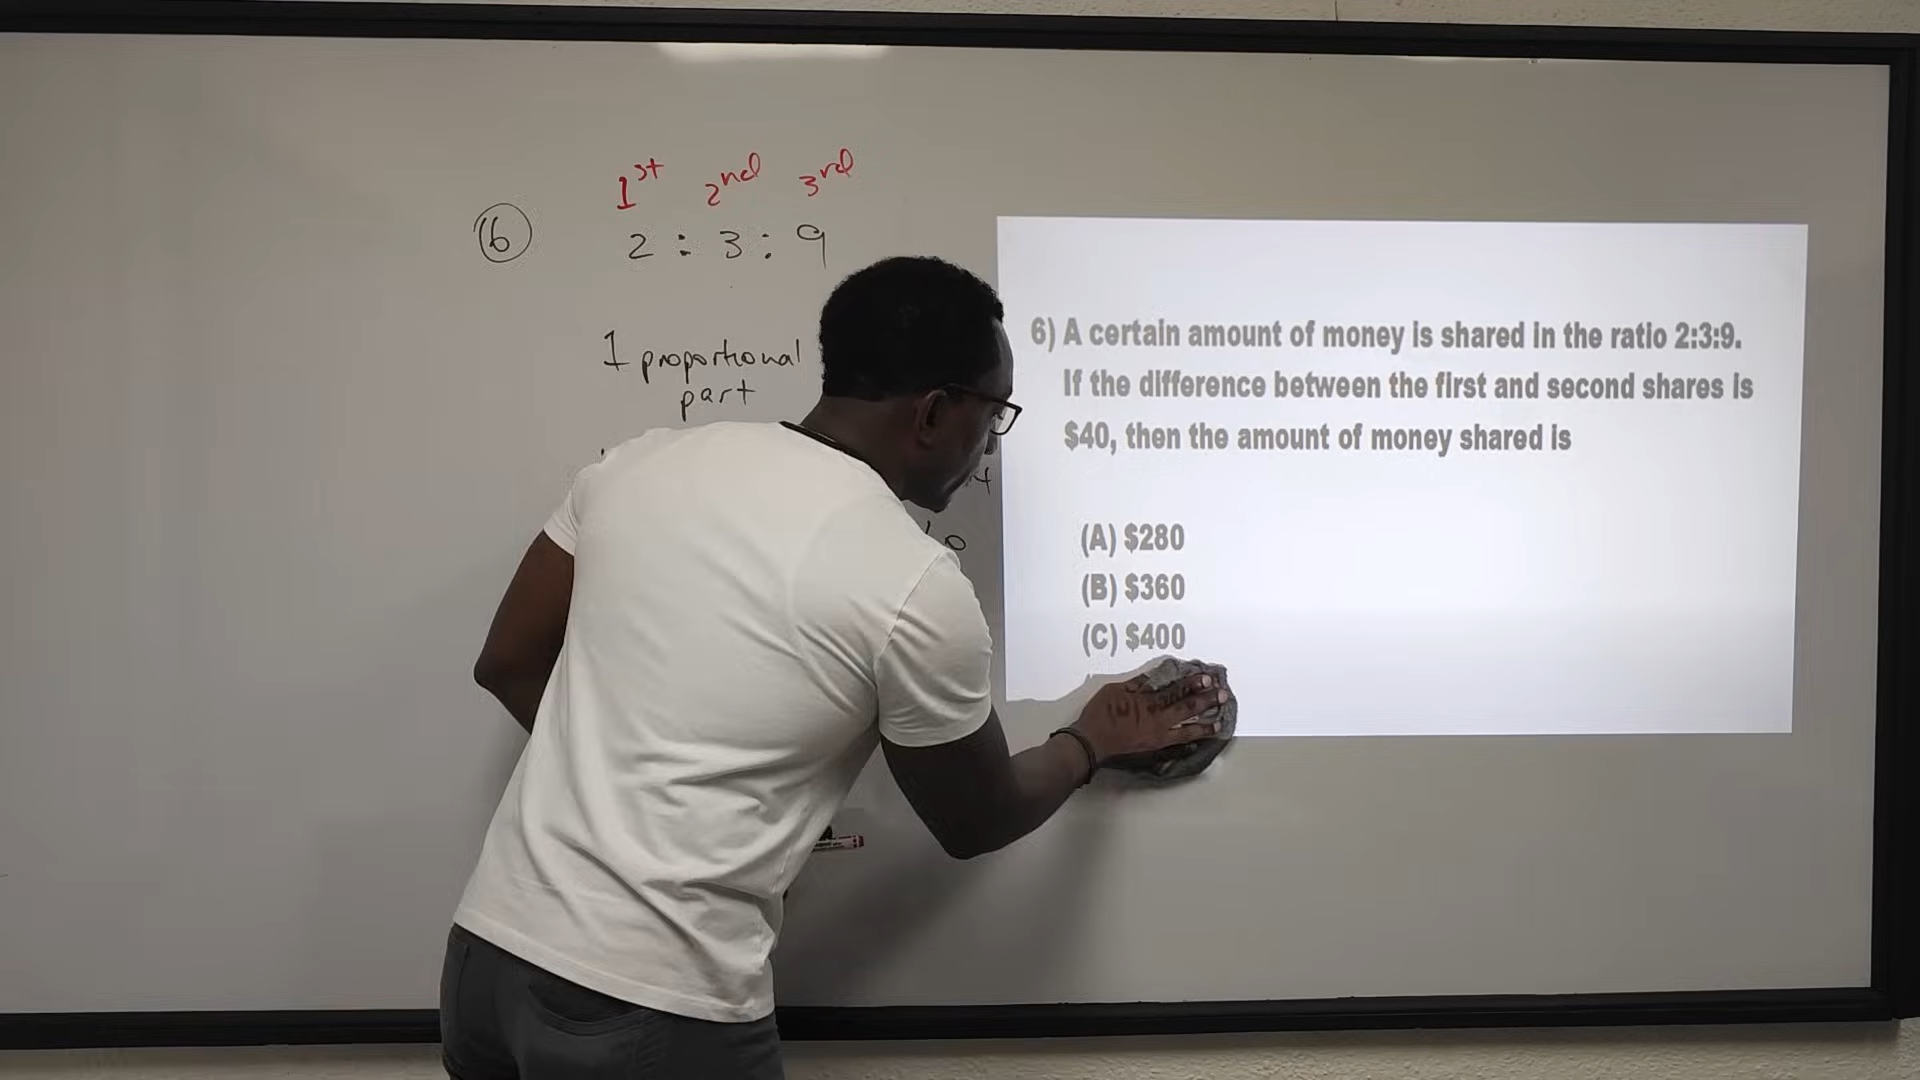 1st 2nd 3rd
6
2 : 3 : 9
1 proportional
part
6) A certain amount of money is shared in the ratio 2:3:9.
If the difference between the first and second shares is
$40, then the amount of money shared is
(A) $280
(B) $360
(C) $400